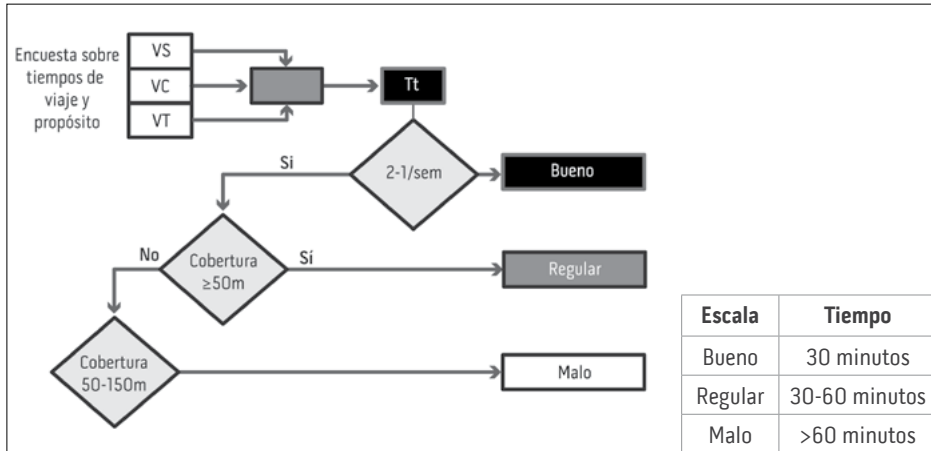 Encuesta sobre
tiempos de
viaje y
propósito
VS
VC
VT
Tt
2-1/sem
Bueno
Si
Cobertura
≥50m
No
Sí
Regular
Cobertura
50-150m
Malo
Escala Tiempo
Bueno 30 minutos
Regular 30-60 minutos
Malo >60 minutos